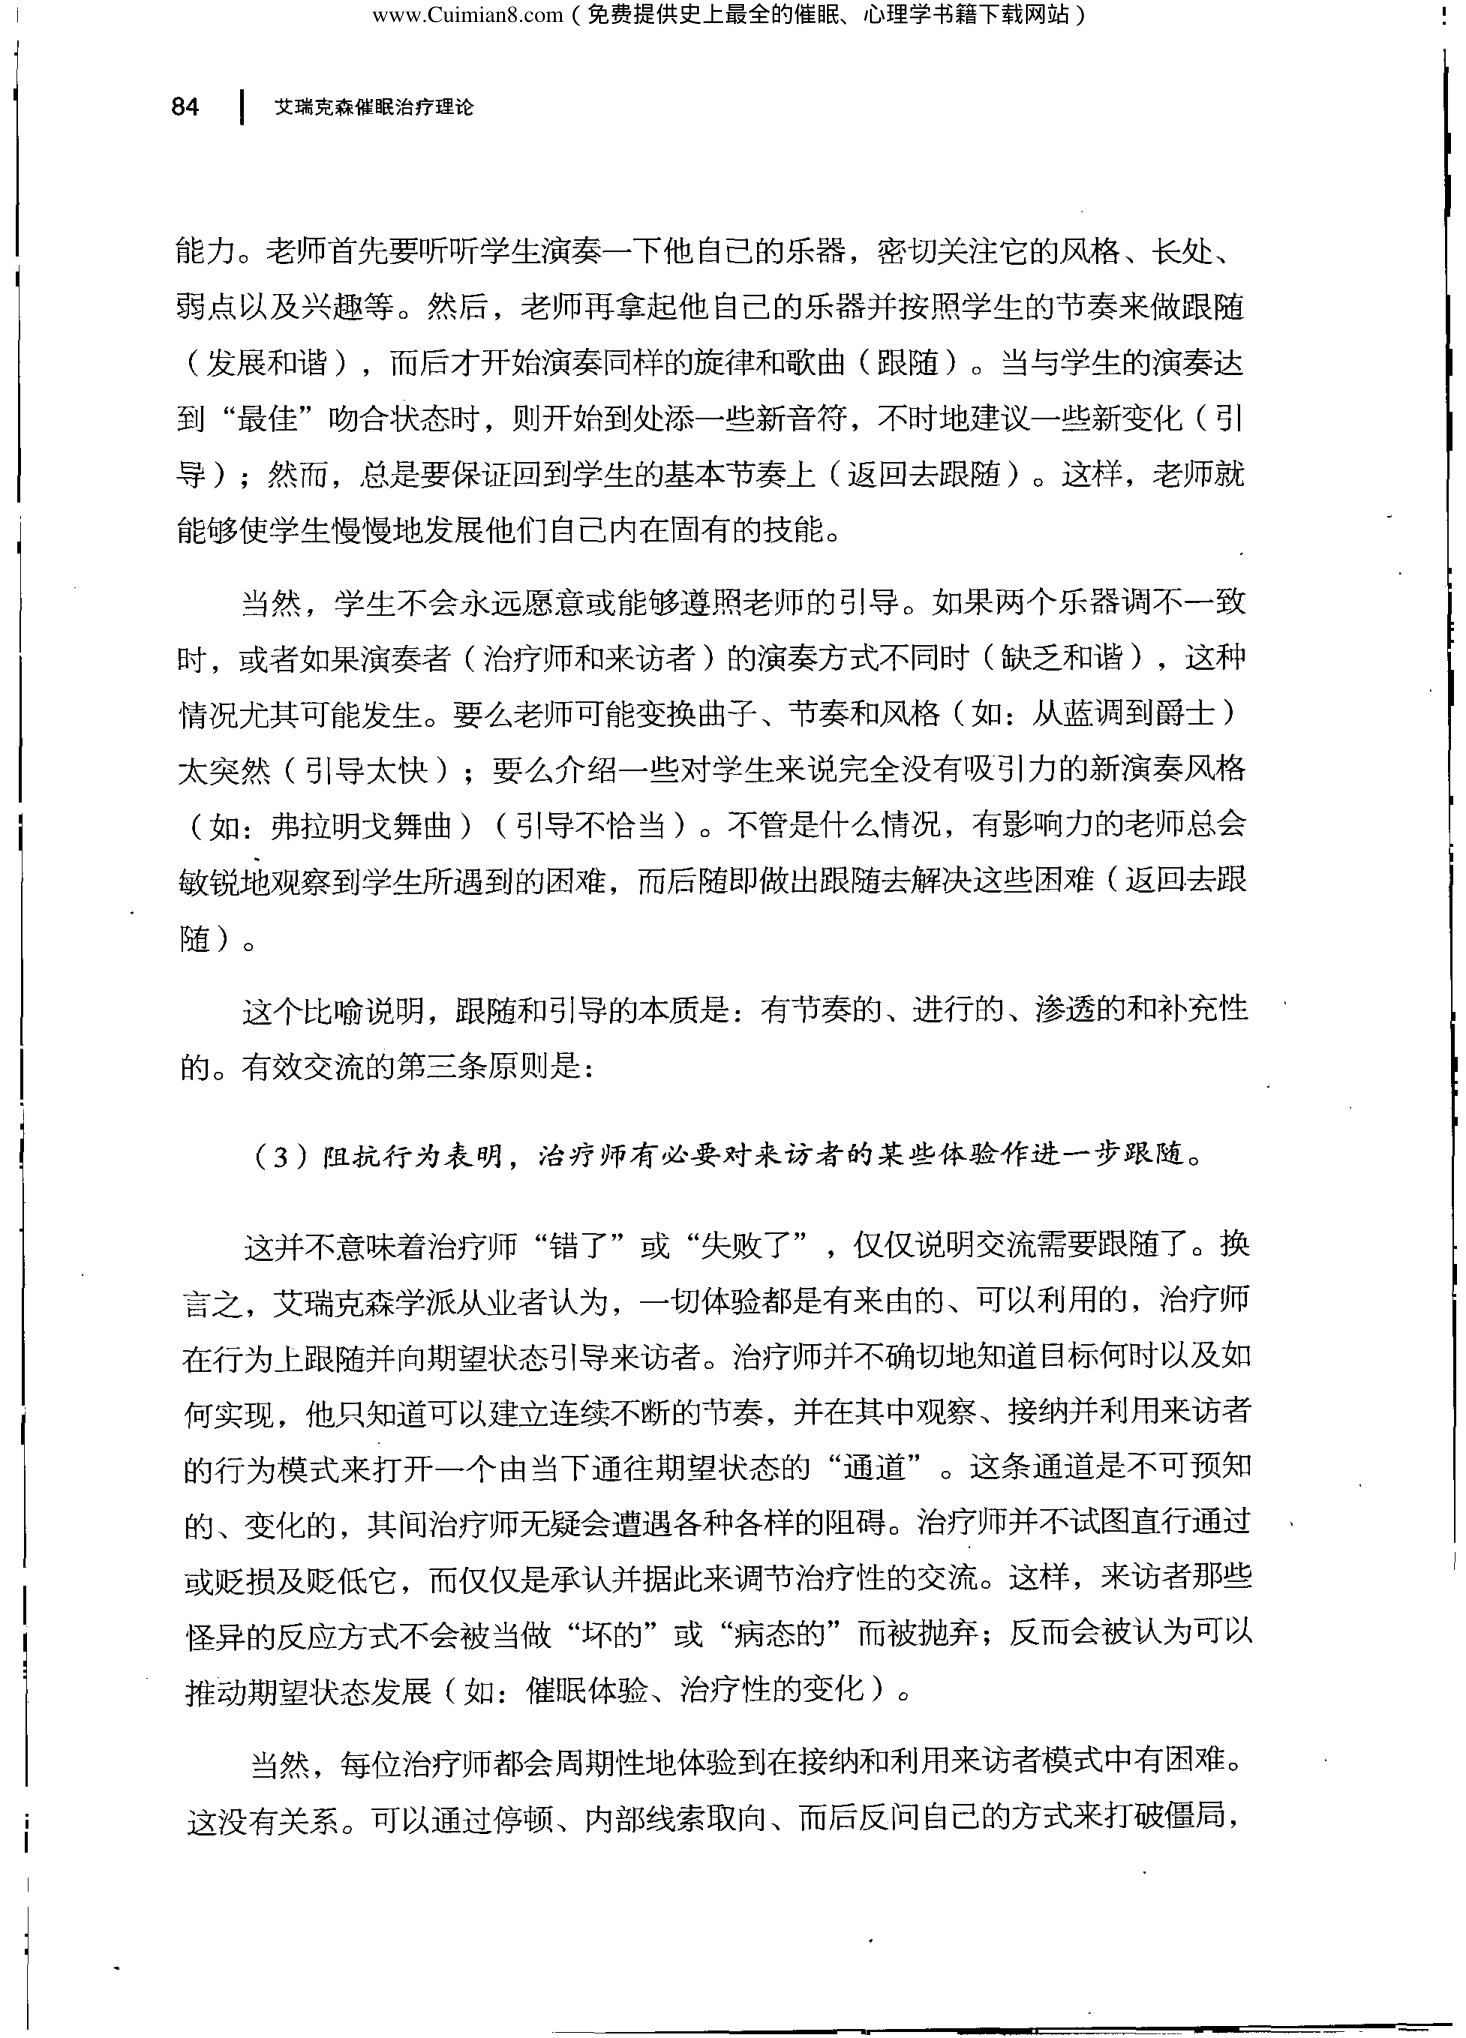 www.Cuimian8.com（免费提供史上最全的催眠、心理学书籍下载网站）
84 艾瑞克森催眠治疗理论
能力。老师首先要听听学生演奏一下他自己的乐器，密切关注它的风格、长处、
弱点以及兴趣等。然后，老师再拿起他自己的乐器并按照学生的节奏来做跟随
（发展和谐），而后才开始演奏同样的旋律和歌曲（跟随）。当与学生的演奏达
到“最佳”吻合状态时，则开始到处添一些新音符，不时地建议一些新变化（引
导）；然而，总是要保证回到学生的基本节奏上（返回去跟随）。这样，老师就
能够使学生慢慢地发展他们自己内在固有的技能。
当然，学生不会永远愿意或能够遵照老师的引导。如果两个乐器调不一致
时，或者如果演奏者（治疗师和来访者）的演奏方式不同时（缺乏和谐），这种
情况尤其可能发生。要么老师可能变换曲子、节奏和风格（如：从蓝调到爵士）
太突然（引导太快）；要么介绍一些对学生来说完全没有吸引力的新演奏风格
（如：弗拉明戈舞曲）（引导不恰当）。不管是什么情况，有影响力的老师总会
敏锐地观察到学生所遇到的困难，而后随即做出跟随去解决这些困难（返回去跟
随）。
这个比喻说明，跟随和引导的本质是：有节奏的、进行的、渗透的和补充性
的。有效交流的第三条原则是：
（3）阻抗行为表明，治疗师有必要对来访者的某些体验作进一步跟随。
这并不意味着治疗师“错了”或“失败了”，仅仅说明交流需要跟随了。换
言之，艾瑞克森学派从业者认为，一切体验都是有来由的、可以利用的，治疗师
在行为上跟随并向期望状态引导来访者。治疗师并不确切地知道目标何时以及如
何实现，他只知道可以建立连续不断的节奏，并在其中观察、接纳并利用来访者
的行为模式来打开一个由当下通往期望状态的“通道”。这条通道是不可预知
的、变化的，其间治疗师无疑会遭遇各种各样的阻碍。治疗师并不试图直行通过
或贬损及贬低它，而仅仅是承认并据此来调节治疗性的交流。这样，来访者那些
怪异的反应方式不会被当做“坏的”或“病态的”而被抛弃；反而会被认为可以
推动期望状态发展（如：催眠体验、治疗性的变化）。
当然，每位治疗师都会周期性地体验到在接纳和利用来访者模式中有困难。
这没有关系。可以通过停顿、内部线索取向、而后反问自己的方式来打破僵局，